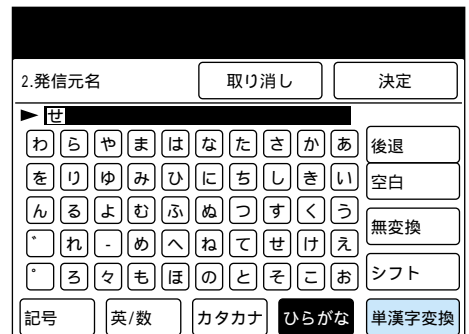 2.発信元名 取り消し 決定
► せ
わ ら や ま は な た さ か あ 後退
を り ゆ み ひ に ち し き い 空白
ん る よ む ふ ぬ つ す く う 無変換
゛ れ - め へ ね て せ け え
゜ ろ 々 も ほ の と そ こ お シフト
記号 英/数 カタカナ ひらがな 単漢字変換